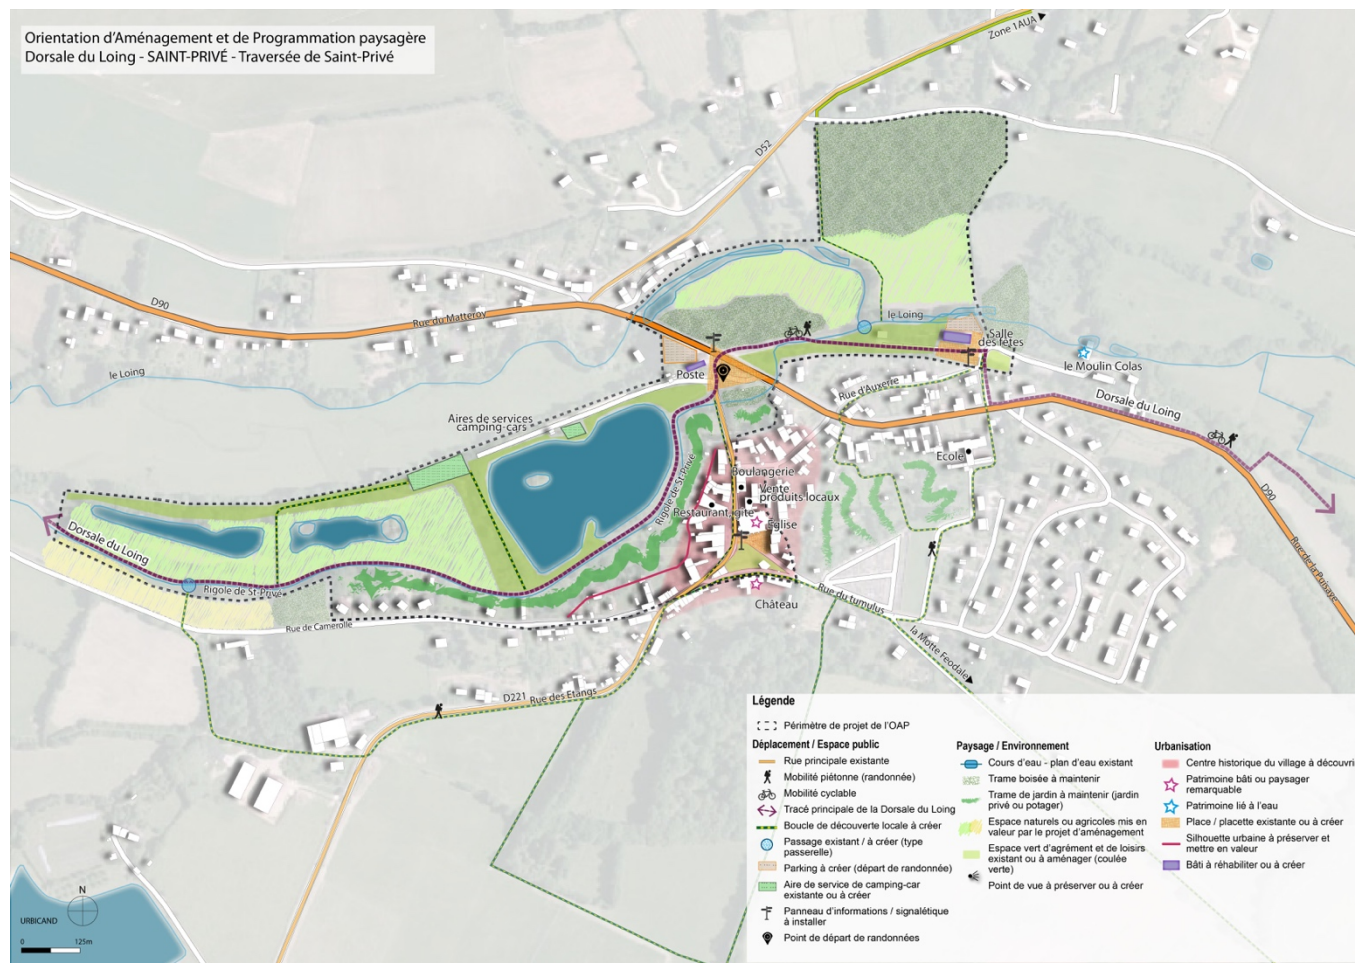 Orientation d'Aménagement et de Programmation paysagère
Dorsale du Loing - SAINT-PRIVÉ - Traversée de Saint-Privé
Zone 1AUA
D52
D90
Rue du Matteroy
le Loing
le Loing
Salle
des fêtes
le Moulin Colas
Poste
Rue d'Auxerre
Dorsale du Loing
Aires de services
camping-cars
Ecole
D90
Rigole de St-Privé
Boulangerie
Vente
produits locaux
Restaurant, gîte
Eglise
Dorsale du Loing
Rigole de St-Privé
Rue de la Puisaye
Château
Rue du tumulus
Rue de Camerolle
la Motte Féodale
D221
Rue des Etangs
N
URBICAND
0
125m
Légende
Périmètre de projet de l'OAP
Déplacement / Espace public
Rue principale existante
Mobilité piétonne (randonnée)
Mobilité cyclable
Tracé principale de la Dorsale du Loing
Boucle de découverte locale à créer
Passage existant / à créer (type
passerelle)
Parking à créer (départ de randonnée)
Aire de service de camping-car
existante ou à créer
Panneau d'informations / signalétique
à installer
Point de départ de randonnées
Paysage / Environnement
Cours d'eau - plan d'eau existant
Trame boisée à maintenir
Trame de jardin à maintenir (jardin
privé ou potager)
Espace naturels ou agricoles mis en
valeur par le projet d'aménagement
Espace vert d'agrément et de loisirs
existant ou à aménager (coulée
verte)
Point de vue à préserver ou à créer
Urbanisation
Centre historique du village à découvri
Patrimoine bâti ou paysager
remarquable
Patrimoine lié à l'eau
Place / placette existante ou à créer
Silhouette urbaine à préserver et
mettre en valeur
Bâti à réhabiliter ou à créer